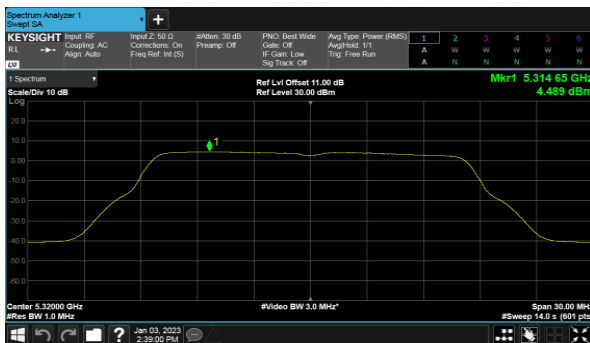 Spectrum Analyzer 1
Swept SA
+
KEYSIGHT
RL
Input: RF
Coupling: AC
Align: Auto
Input Z: 50 Ω
Corrections: On
Freq Ref: Int (S)
#Atten: 30 dB
Preamp: Off
PNO: Best Wide
Gate: Off
IF Gain: Low
Sig Track: Off
Avg Type: Power (RMS)
Avg|Hold: 1/1
Trig: Free Run
1 2 3 4 5 6
A W W W W W
A N N N N N
LXI
1 Spectrum
Scale/Div 10 dB
Ref Lvl Offset 11.00 dB
Ref Level 30.00 dBm
Mkr1 5.314 65 GHz
4.489 dBm
Log
20.0
10.0
0.00
-10.0
-20.0
-30.0
-40.0
-50.0
-60.0
1
Center 5.32000 GHz
#Res BW 1.0 MHz
#Video BW 3.0 MHz*
Span 30.00 MHz
#Sweep 14.0 s (601 pts)
?
Jan 03, 2023
2:39:00 PM